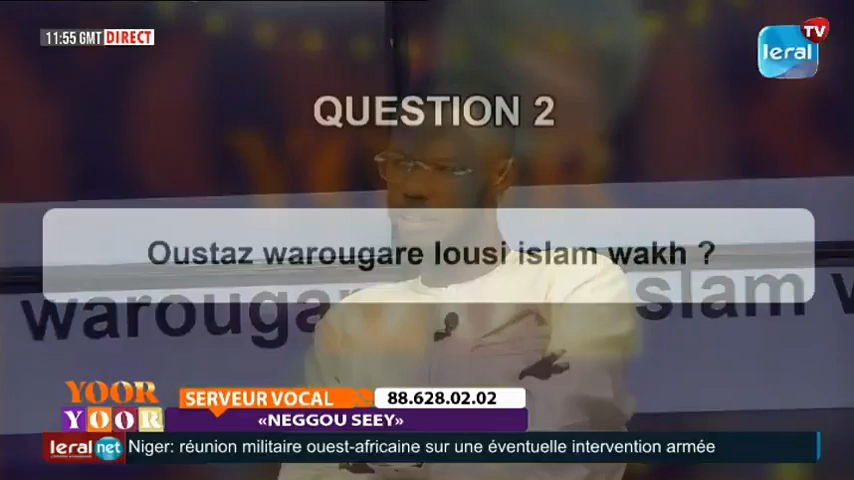 11:55 GMT DIRECT
leral TV
QUESTION 2
Oustaz warougare lousi islam wakh ?
warougar
slam w
YOOR
YOOR
SERVEUR VOCAL
88.628.02.02
«NEGGOU SEEY»
leral net
Niger: réunion militaire ouest-africaine sur une éventuelle intervention armée